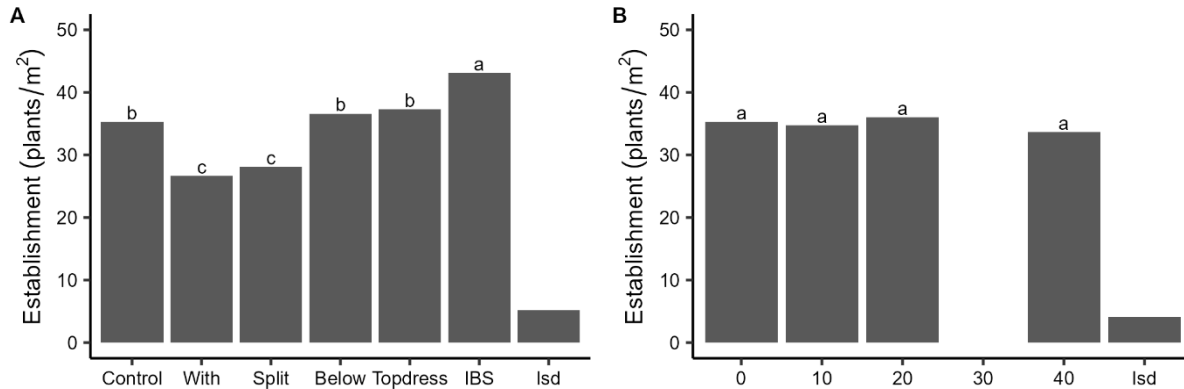 A
Establishment (plants/m²)
50
40
30
20
10
0
b
c
c
b
b
a
Control With Split Below Topdress IBS lsd
B
Establishment (plants/m²)
50
40
30
20
10
0
a
a
a
a
0 10 20 30 40 lsd